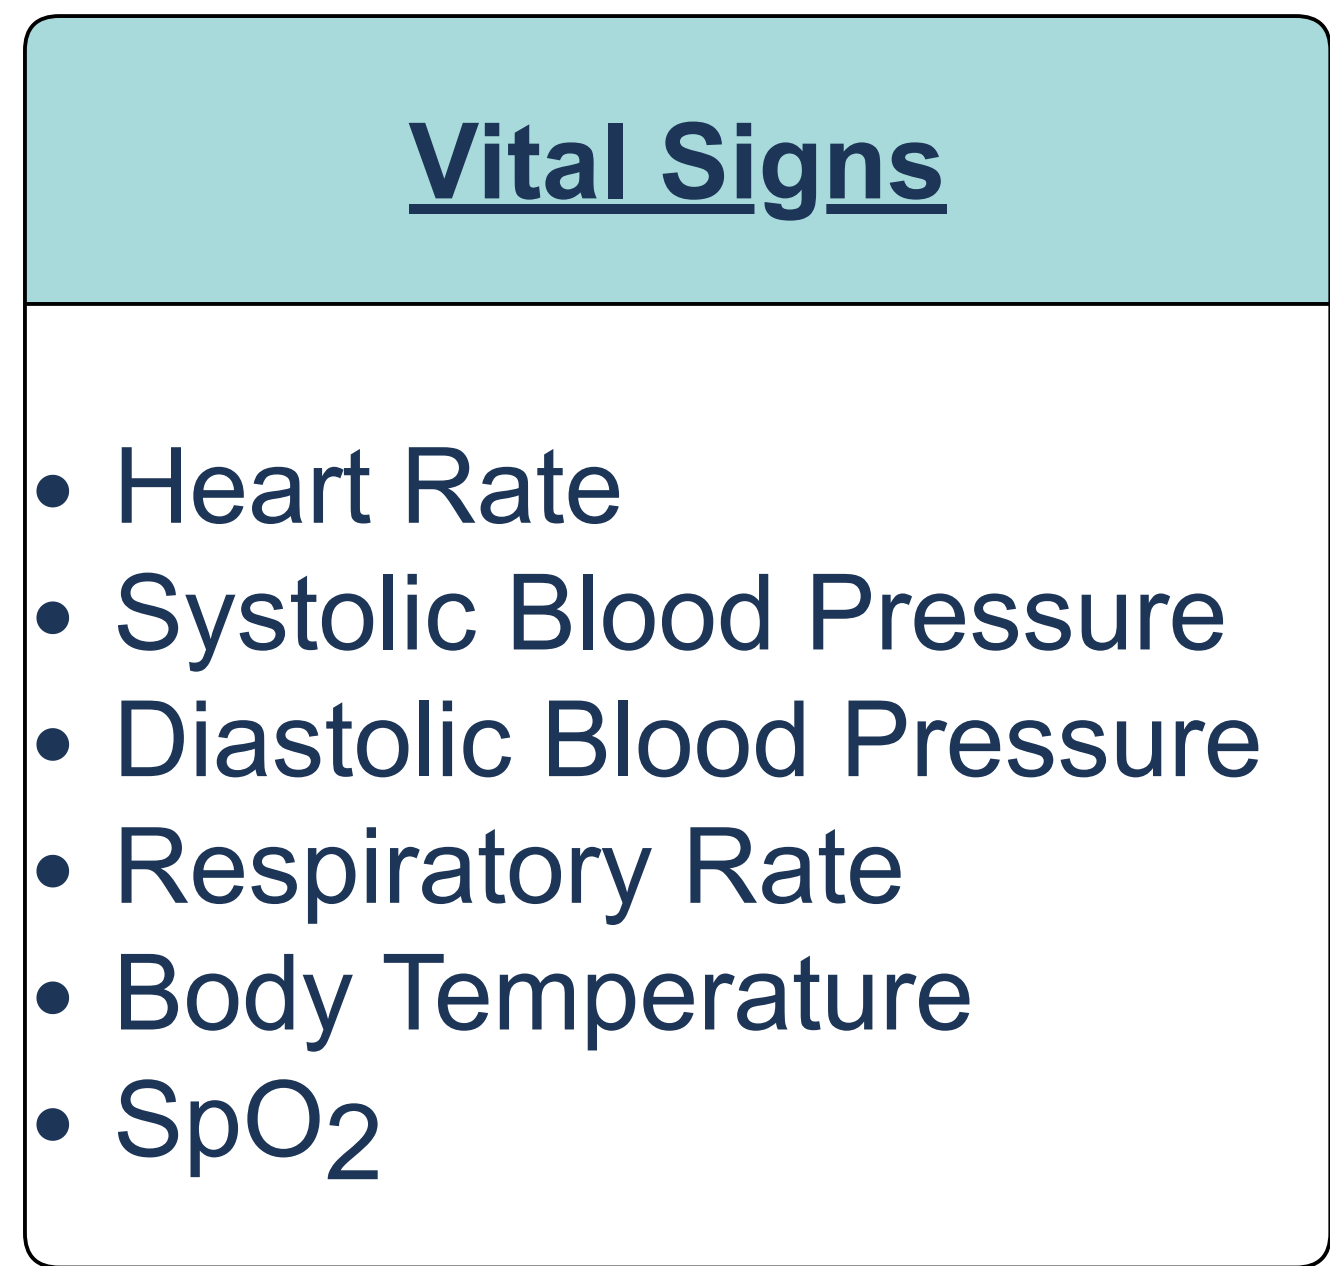 Vital Signs
• Heart Rate
• Systolic Blood Pressure
• Diastolic Blood Pressure
• Respiratory Rate
• Body Temperature
• SpO₂